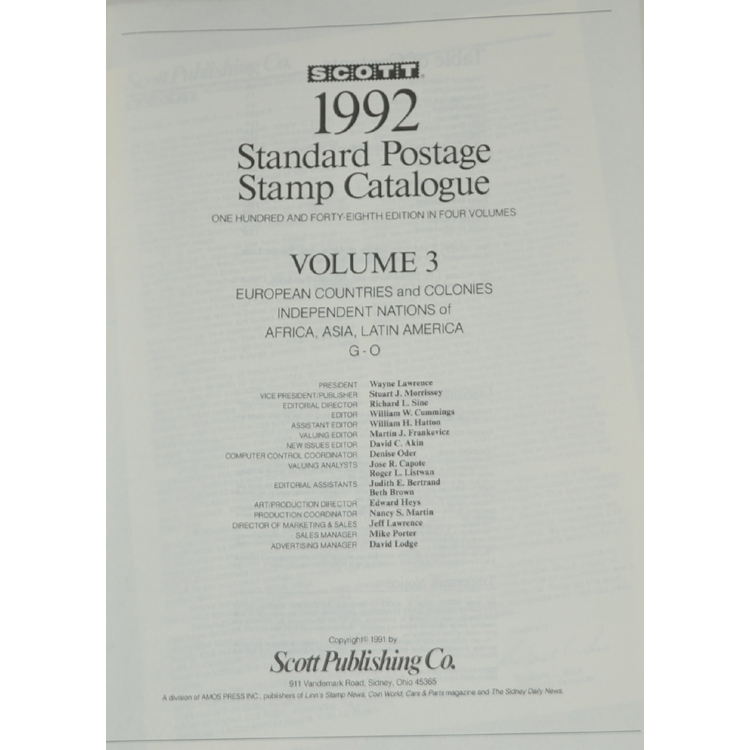 SCOTT®
1992
Standard Postage
Stamp Catalogue
ONE HUNDRED AND FORTY-EIGHTH EDITION IN FOUR VOLUMES
VOLUME 3
EUROPEAN COUNTRIES and COLONIES
INDEPENDENT NATIONS of
AFRICA, ASIA, LATIN AMERICA
G - O
PRESIDENT Wayne Lawrence
VICE PRESIDENT/PUBLISHER Stuart J. Morrissey
EDITORIAL DIRECTOR Richard L. Sine
EDITOR William W. Cummings
ASSISTANT EDITOR William H. Hatton
VALUING EDITOR Martin J. Frankevicz
NEW ISSUES EDITOR David C. Akin
COMPUTER CONTROL COORDINATOR Denise Oder
VALUING ANALYSTS Jose R. Capote
Roger L. Listwan
EDITORIAL ASSISTANTS Judith E. Bertrand
Beth Brown
ART/PRODUCTION DIRECTOR Edward Heys
PRODUCTION COORDINATOR Nancy S. Martin
DIRECTOR OF MARKETING & SALES Jeff Lawrence
SALES MANAGER Mike Porter
ADVERTISING MANAGER David Lodge
Copyright© 1991 by
Scott Publishing Co.
911 Vandemark Road, Sidney, Ohio 45365
A division of AMOS PRESS INC., publishers of Linn's Stamp News, Coin World, Cars & Parts magazine and The Sidney Daily News.